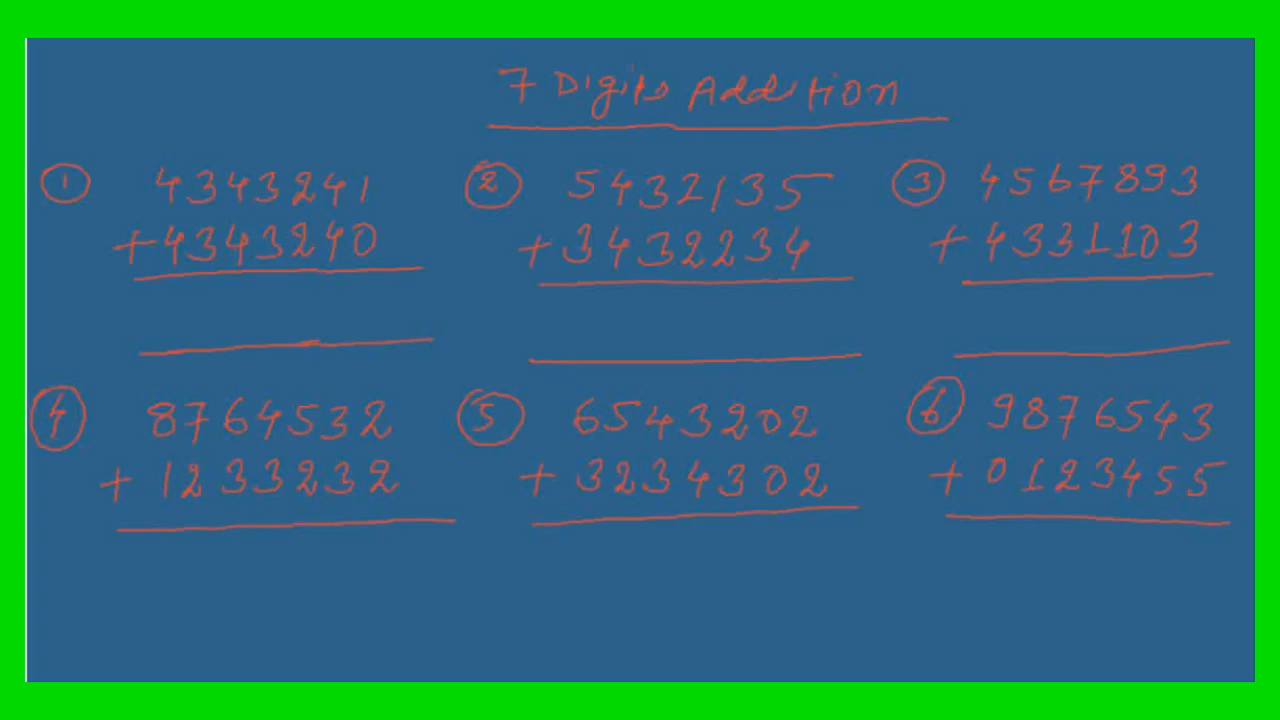 7 Digits Addition
① 4343241 ② 5432135 ③ 4567893
+4343240 +3432234 +4331103
④ 8764532 ⑤ 6543202 ⑥ 9876543
+1233232 +3234302 +0123455